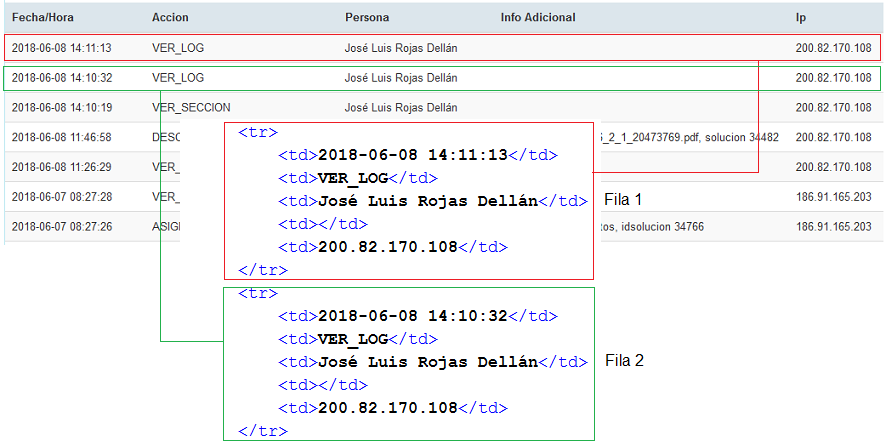 Fecha/Hora Accion Persona Info Adicional Ip
2018-06-08 14:11:13 VER_LOG José Luis Rojas Dellán 200.82.170.108
2018-06-08 14:10:32 VER_LOG José Luis Rojas Dellán 200.82.170.108
2018-06-08 14:10:19 VER_SECCION José Luis Rojas Dellán 200.82.170.108
2018-06-08 11:46:58 DESC _2_1_20473769.pdf, solucion 34482 200.82.170.108
2018-06-08 11:26:29 VER_ 200.82.170.108
2018-06-07 08:27:28 VER_ 186.91.165.203
2018-06-07 08:27:26 ASIG tos, idsolucion 34766 186.91.165.203
<tr>
<td>2018-06-08 14:11:13</td>
<td>VER_LOG</td>
<td>José Luis Rojas Dellán</td>
<td></td>
<td>200.82.170.108</td>
</tr>
Fila 1
<tr>
<td>2018-06-08 14:10:32</td>
<td>VER_LOG</td>
<td>José Luis Rojas Dellán</td>
<td></td>
<td>200.82.170.108</td>
</tr>
Fila 2